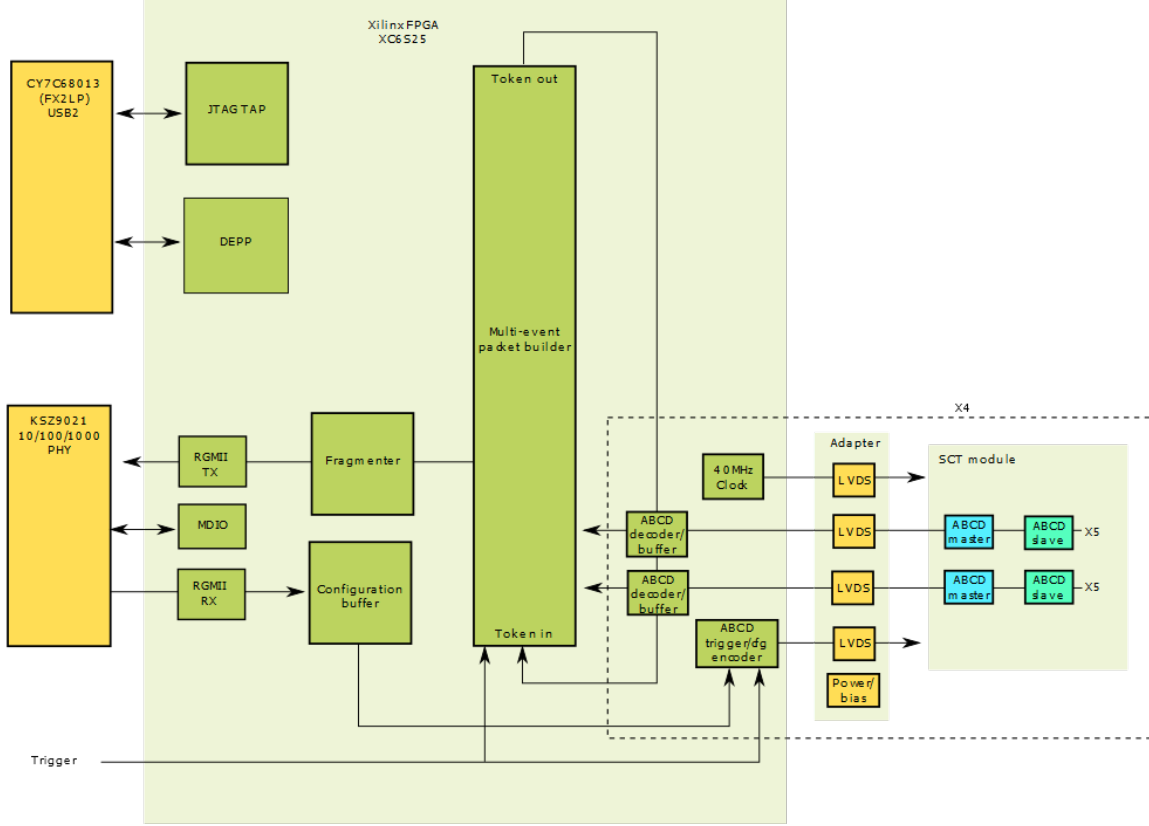 Xilinx FPGA
XC6S25
CY7C68013
(FX2LP)
USB2
JTAG TAP
DEPP
Token out
Multi-event
packet builder
Token in
KSZ9021
10/100/1000
PHY
RGMII
TX
MDIO
RGMII
RX
Fragmenter
Configuration
buffer
X4
Adapter
SCT module
40MHz
Clock
LVDS
ABCD
decoder/
buffer
LVDS
ABCD
master
ABCD
slave
X5
ABCD
decoder/
buffer
LVDS
ABCD
master
ABCD
slave
X5
ABCD
trigger/cfg
encoder
LVDS
Power/
bias
Trigger